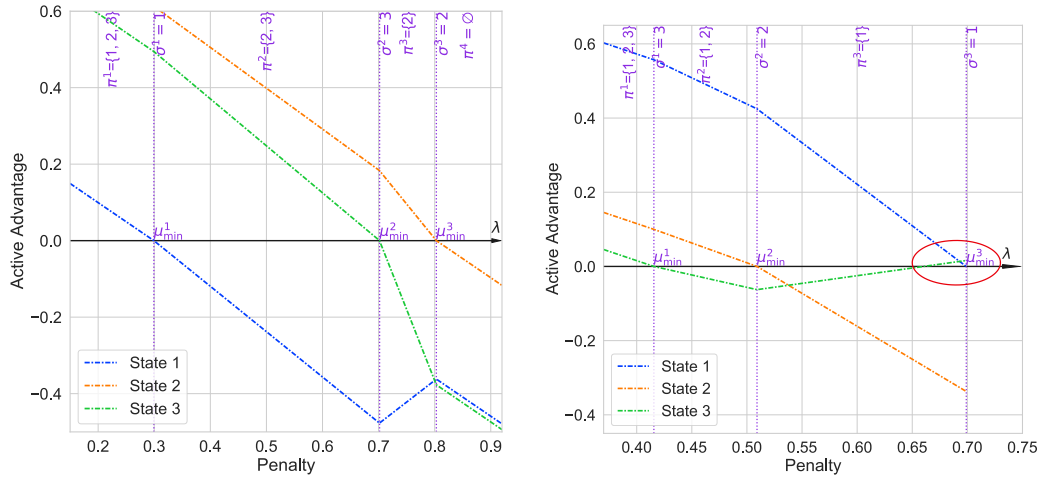 π¹={1, 2, 3}
σ¹ = 1
π²={2, 3}
σ² = 3
π³={2}
σ³ = 2
π⁴ = ∅
0.6
0.4
0.2
0.0
−0.2
−0.4
Active Advantage
μ¹min
μ²min
μ³min
λ
State 1
State 2
State 3
0.2 0.3 0.4 0.5 0.6 0.7 0.8 0.9
Penalty
π¹={1, 2, 3}
σ¹ = 3
π²={1, 2}
σ² = 2
π³={1}
σ³ = 1
0.6
0.4
0.2
0.0
−0.2
−0.4
Active Advantage
μ¹min
μ²min
μ³min
λ
State 1
State 2
State 3
0.40 0.45 0.50 0.55 0.60 0.65 0.70 0.75
Penalty